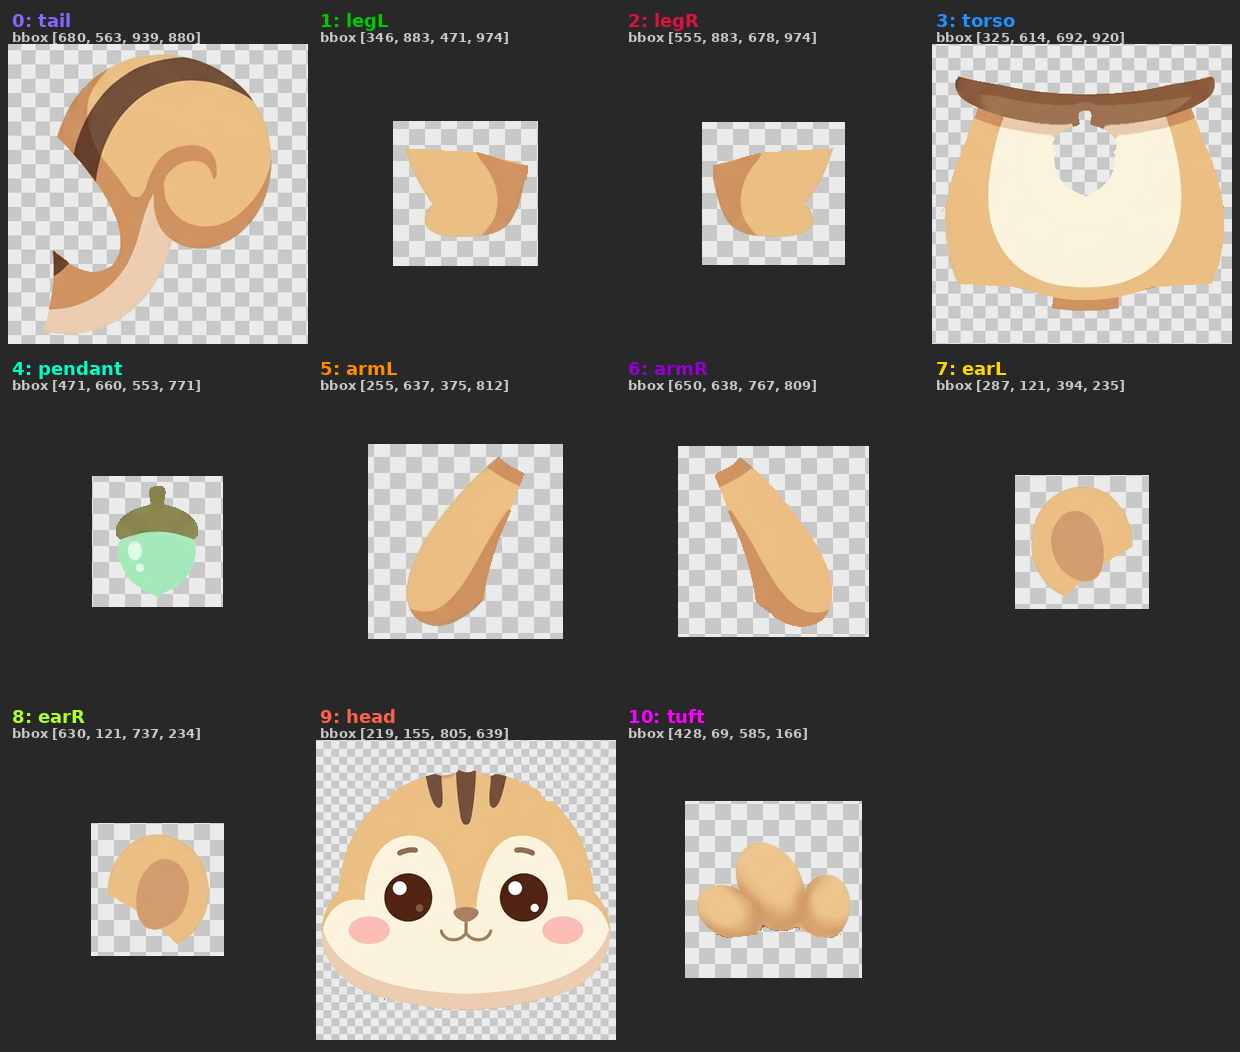 0: tail
bbox [680, 563, 939, 880]
1: legL
bbox [346, 883, 471, 974]
2: legR
bbox [555, 883, 678, 974]
3: torso
bbox [325, 614, 692, 920]
4: pendant
bbox [471, 660, 553, 771]
5: armL
bbox [255, 637, 375, 812]
6: armR
bbox [650, 638, 767, 809]
7: earL
bbox [287, 121, 394, 235]
8: earR
bbox [630, 121, 737, 234]
9: head
bbox [219, 155, 805, 639]
10: tuft
bbox [428, 69, 585, 166]